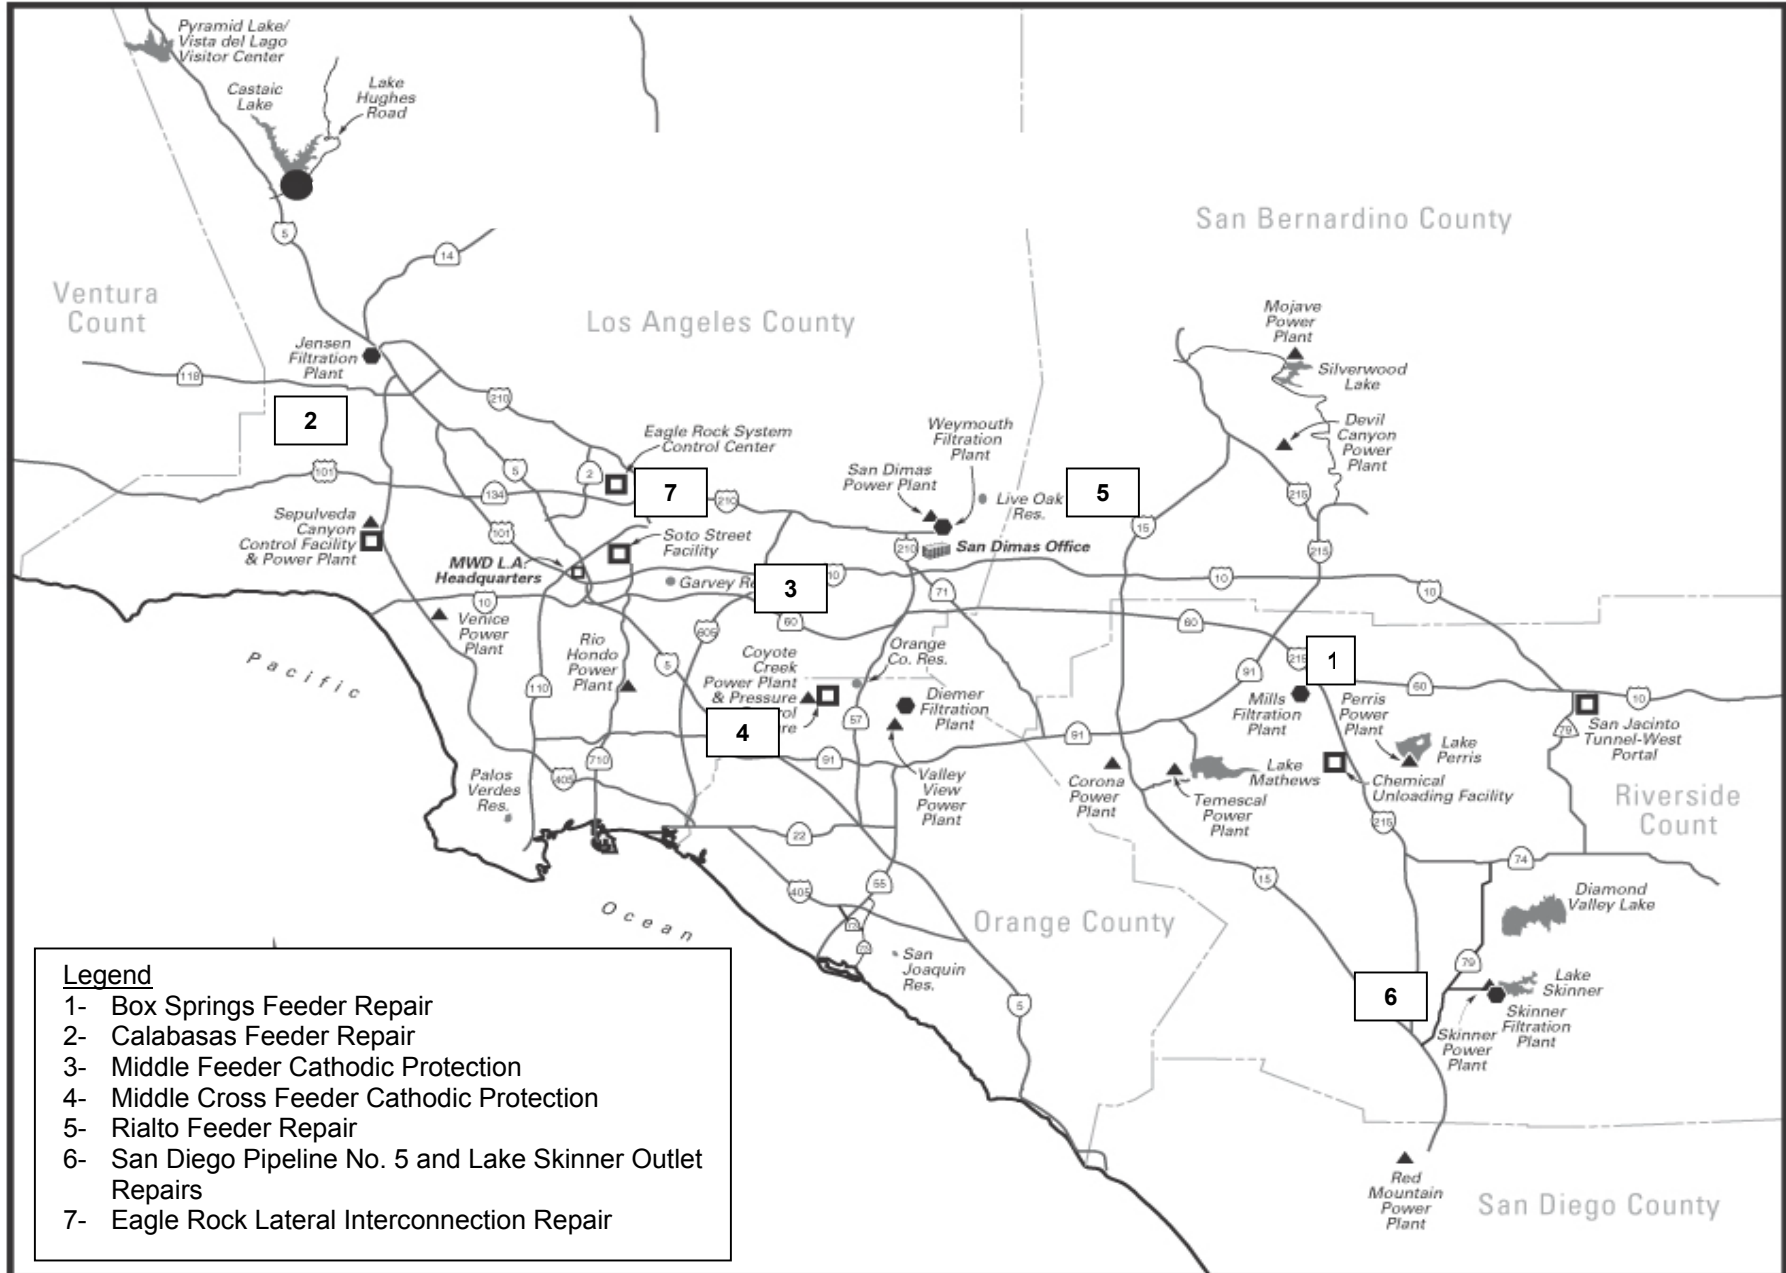 Pyramid Lake/
Vista del Lago
Visitor Center
Castaic
Lake
Lake
Hughes
Road
5
14
San Bernardino County
Ventura
Count
Los Angeles County
Mojave
Power
Plant
Silverwood
Lake
Jensen
Filtration
Plant
118
210
2
Eagle Rock System
Control Center
Weymouth
Filtration
Plant
Devil
Canyon
Power
Plant
101
5
2
134
7
210
San Dimas
Power Plant
Live Oak
Res.
5
15
215
Sepulveda
Canyon
Control Facility
& Power Plant
101
Soto Street
Facility
210
San Dimas Office
215
MWD L.A.
Headquarters
Garvey Re
3
10
71
10
10
10
Venice
Power
Plant
60
60
Rio
Hondo
Power
Plant
605
5
Coyote
Creek
Power Plant
& Pressure
Orange
Co. Res.
215
1
91
60
10
110
Diemer
Filtration
Plant
Mills
Filtration
Plant
Perris
Power
Plant
Lake
Perris
San Jacinto
Tunnel-West
Portal
79
4
57
91
91
710
405
Palos
Verdes
Res.
Valley
View
Power
Plant
Corona
Power
Plant
Lake
Mathews
Temescal
Power
Plant
Chemical
Unloading Facility
Riverside
Count
215
22
74
405
55
15
Diamond
Valley Lake
Pacific
Ocean
Orange County
San
Joaquin
Res.
79
Lake
Skinner
6
5
Skinner
Filtration
Plant
Skinner
Power
Plant
Red
Mountain
Power
Plant
San Diego County
Legend
1- Box Springs Feeder Repair
2- Calabasas Feeder Repair
3- Middle Feeder Cathodic Protection
4- Middle Cross Feeder Cathodic Protection
5- Rialto Feeder Repair
6- San Diego Pipeline No. 5 and Lake Skinner Outlet
Repairs
7- Eagle Rock Lateral Interconnection Repair